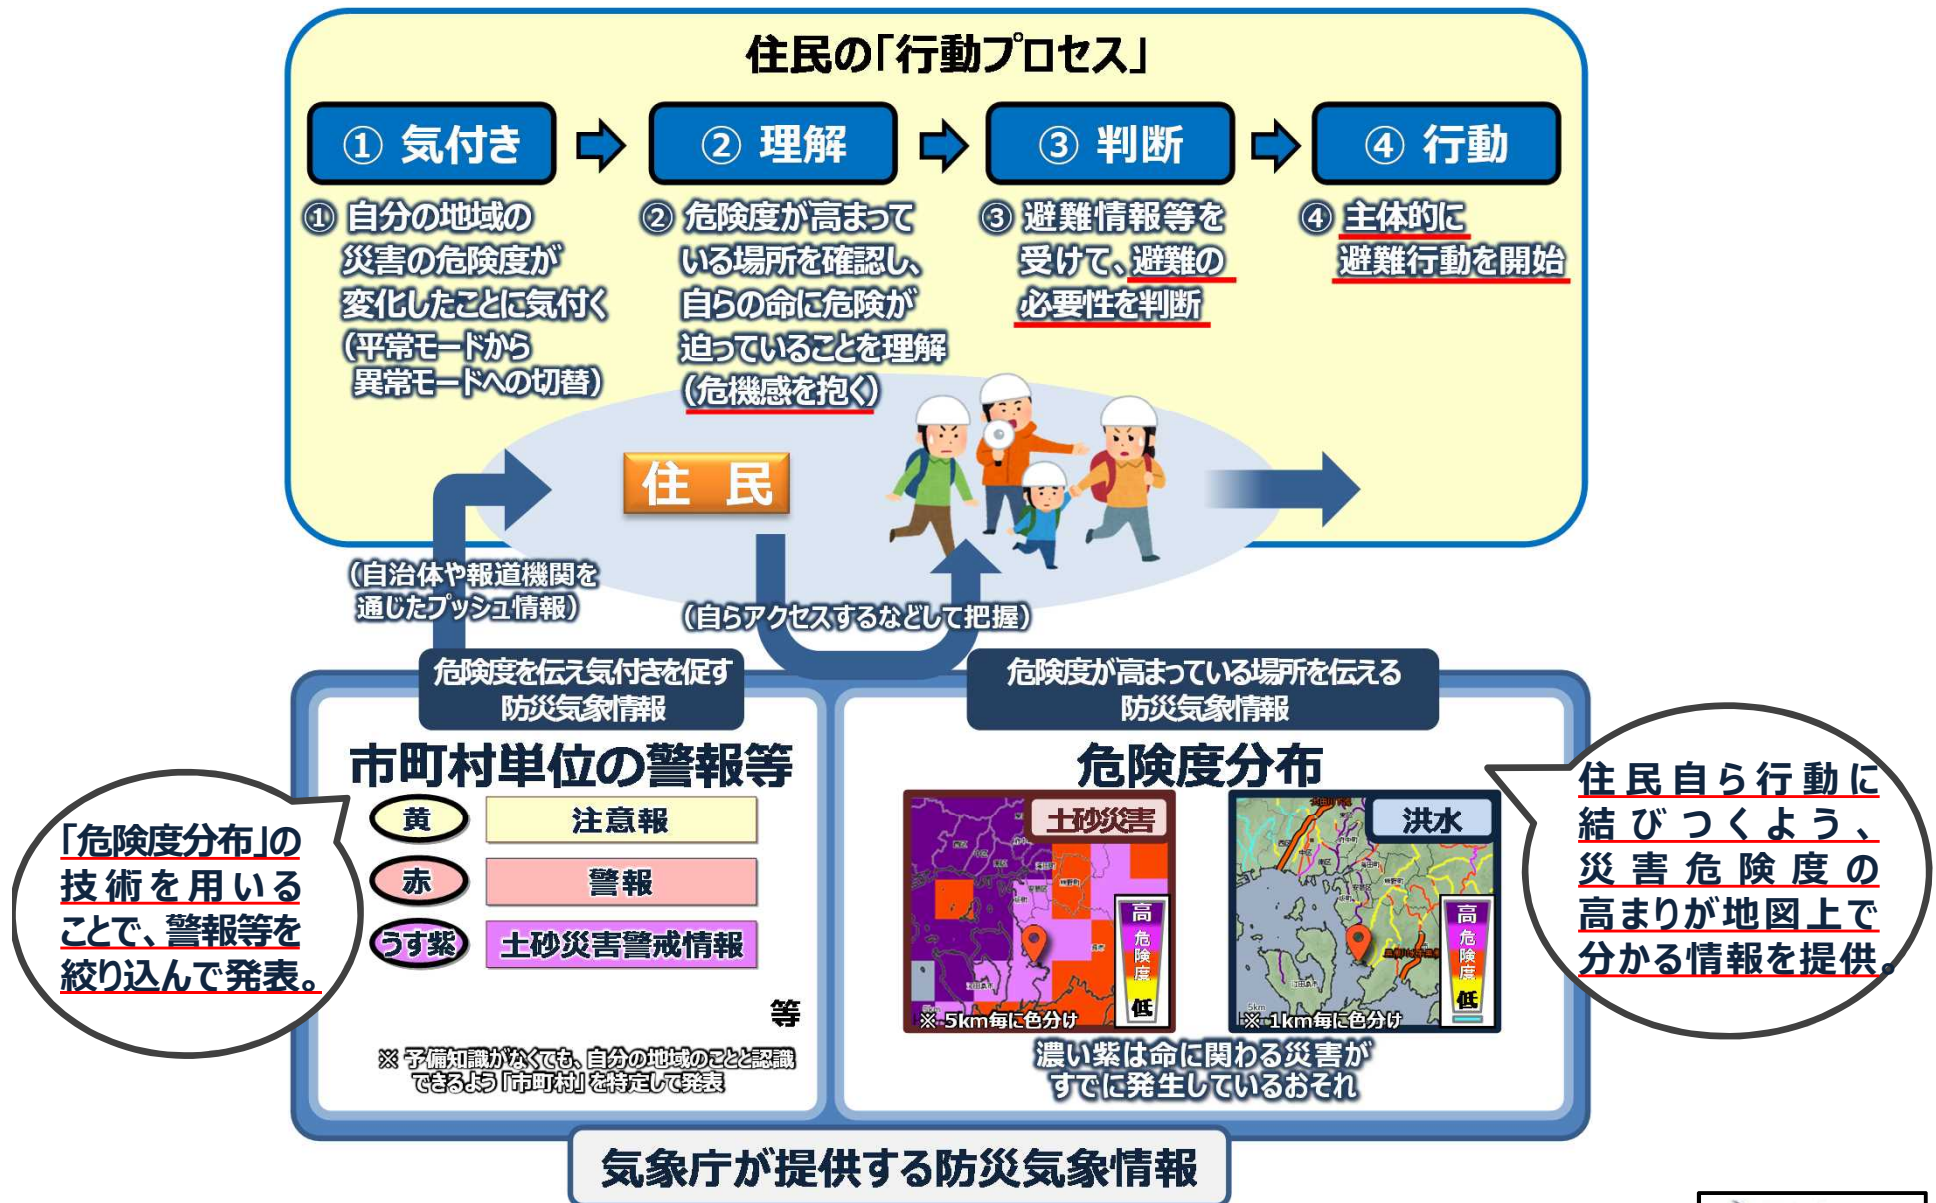 住民の「行動プロセス」
① 気付き
② 理解
③ 判断
④ 行動
① 自分の地域の
災害の危険度が
変化したことに気付く
（平常モードから
異常モードへの切替）
② 危険度が高まって
いる場所を確認し、
自らの命に危険が
迫っていることを理解
（危機感を抱く）
③ 避難情報等を
受けて、避難の
必要性を判断
④ 主体的に
避難行動を開始
住 民
（自治体や報道機関を
通じたプッシュ情報）
（自らアクセスするなどして把握）
危険度を伝え気付きを促す
防災気象情報
市町村単位の警報等
黄
注意報
赤
警報
うす紫
土砂災害警戒情報
等
※ 予備知識がなくても、自分の地域のことと認識
できるよう「市町村」を特定して発表
「危険度分布」の
技術を用いる
ことで、警報等を
絞り込んで発表。
危険度が高まっている場所を伝える
防災気象情報
危険度分布
土砂災害
高
危険度
低
※ 5km毎に色分け
洪水
高
危険度
低
※ 1km毎に色分け
濃い紫は命に関わる災害が
すでに発生しているおそれ
住民自ら行動に
結びつくよう、
災害危険度の
高まりが地図上で
分かる情報を提供。
気象庁が提供する防災気象情報